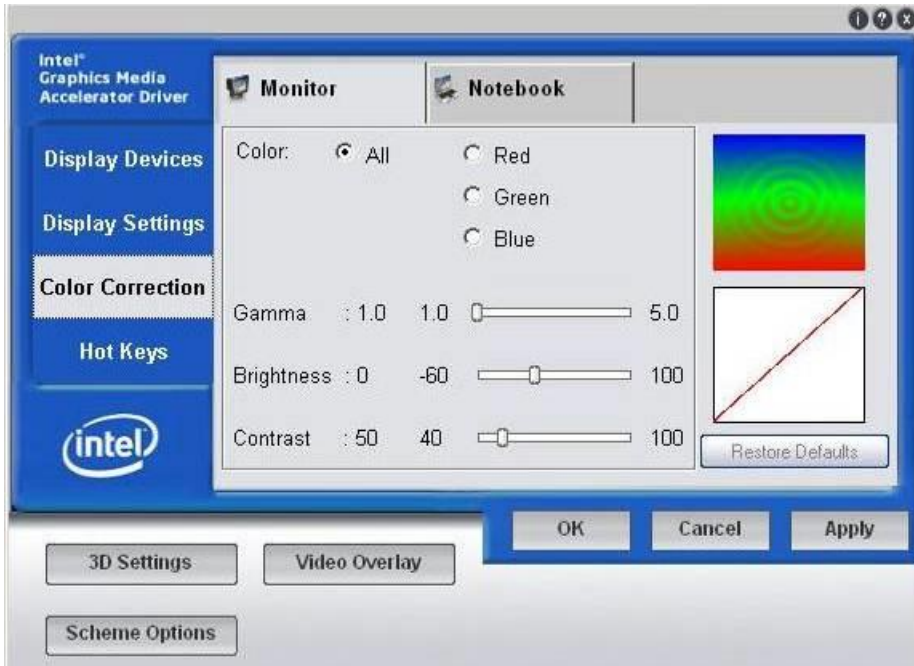 Intel®
Graphics Media
Accelerator Driver
Monitor
Notebook
Display Devices
Display Settings
Color Correction
Hot Keys
Color: All Red
Green
Blue
Gamma : 1.0 1.0 5.0
Brightness : 0 -60 100
Contrast : 50 40 100
Restore Defaults
intel
OK
Cancel
Apply
3D Settings
Video Overlay
Scheme Options